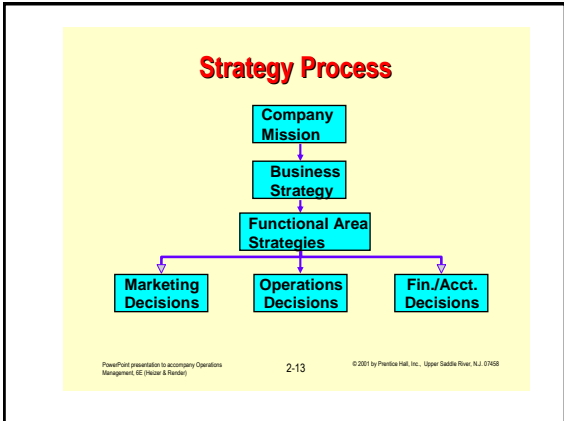 Strategy Process
Company
Mission
Business
Strategy
Functional Area
Strategies
Marketing
Decisions
Operations
Decisions
Fin./Acct.
Decisions
PowerPoint presentation to accompany Operations
Management, 6E (Heizer & Render)
2-13
© 2001 by Prentice Hall, Inc., Upper Saddle River, N.J. 07458